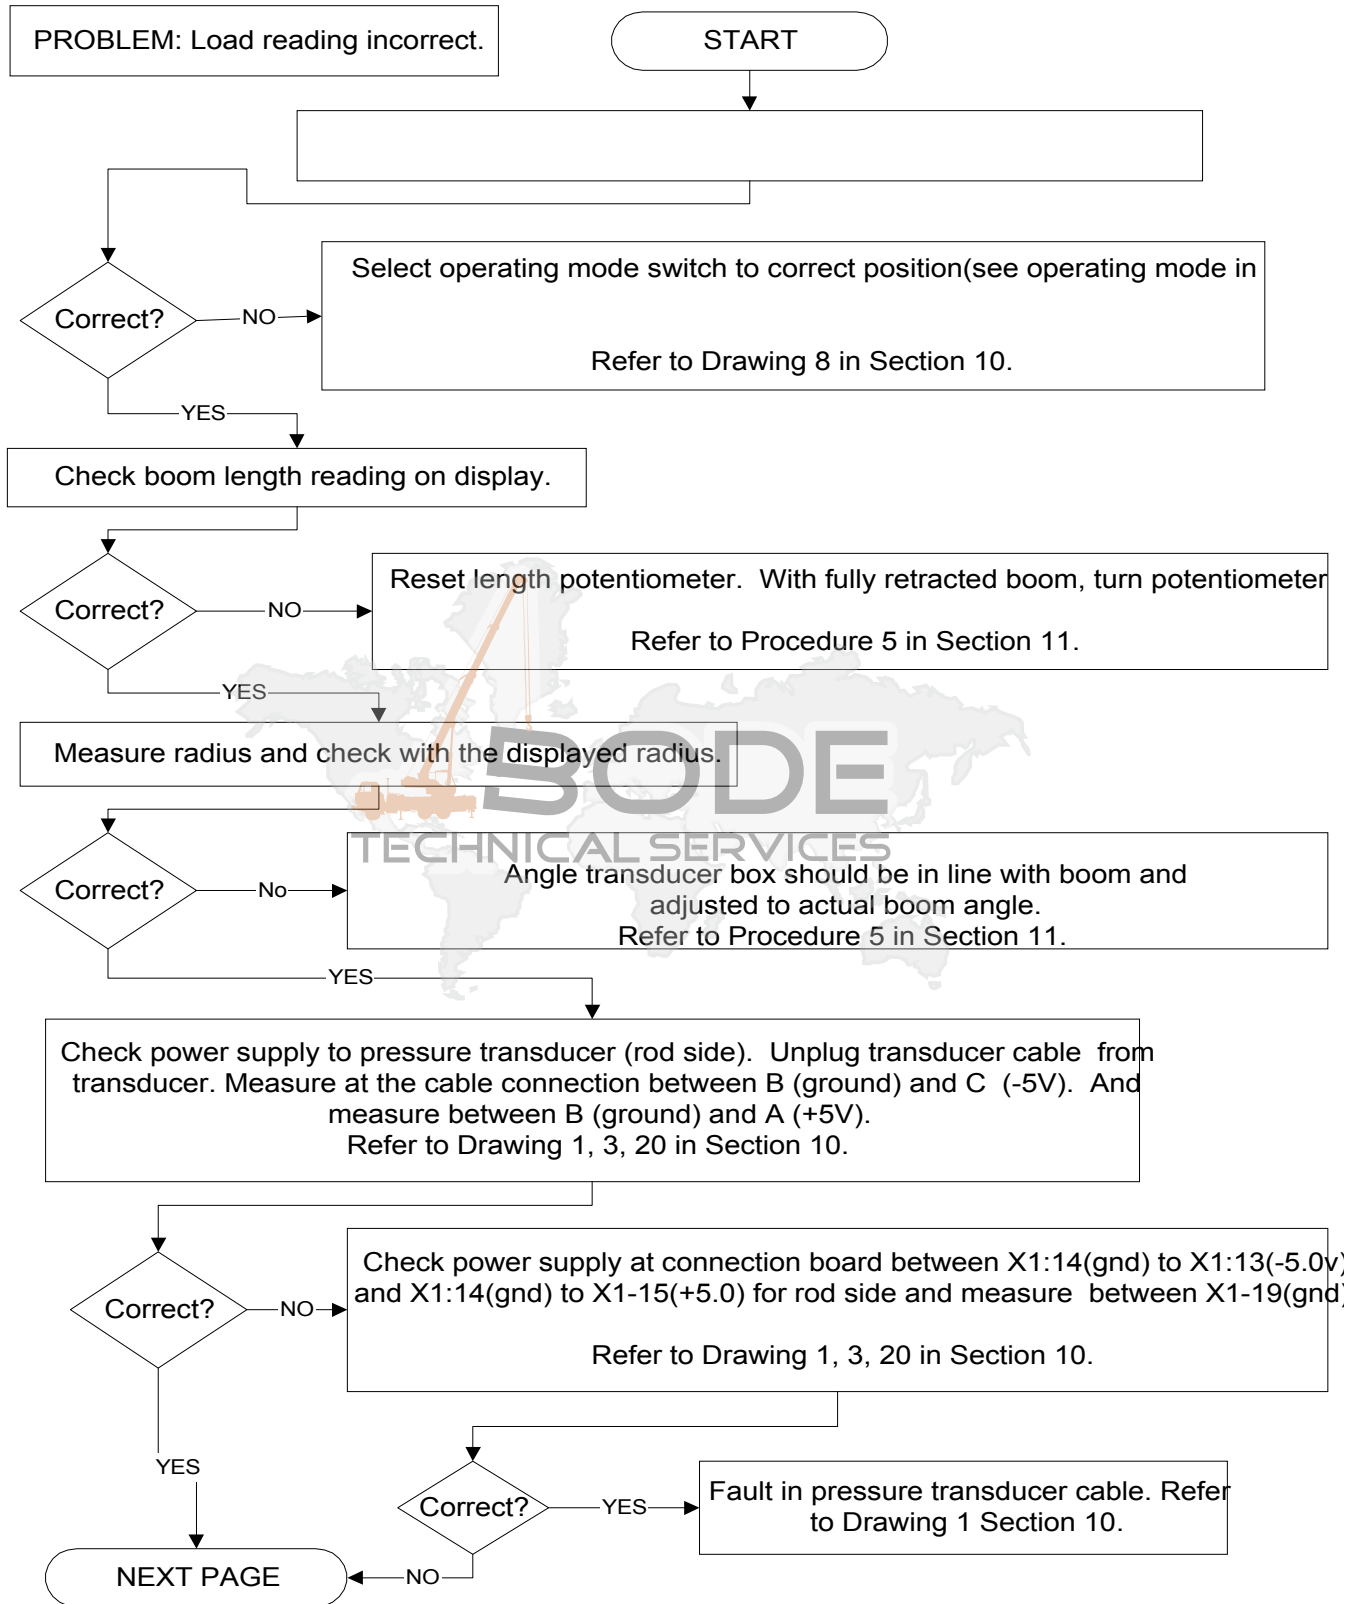 PROBLEM: Load reading incorrect.
START
Correct?
NO
Select operating mode switch to correct position(see operating mode in
Refer to Drawing 8 in Section 10.
YES
Check boom length reading on display.
Correct?
NO
Reset length potentiometer. With fully retracted boom, turn potentiometer
Refer to Procedure 5 in Section 11.
YES
Measure radius and check with the displayed radius.
BODE
TECHNICAL SERVICES
Correct?
No
Angle transducer box should be in line with boom and
adjusted to actual boom angle.
Refer to Procedure 5 in Section 11.
YES
Check power supply to pressure transducer (rod side). Unplug transducer cable from
transducer. Measure at the cable connection between B (ground) and C (-5V). And
measure between B (ground) and A (+5V).
Refer to Drawing 1, 3, 20 in Section 10.
Correct?
NO
Check power supply at connection board between X1:14(gnd) to X1:13(-5.0v)
and X1:14(gnd) to X1-15(+5.0) for rod side and measure between X1-19(gnd)
Refer to Drawing 1, 3, 20 in Section 10.
YES
Correct?
YES
Fault in pressure transducer cable. Refer
to Drawing 1 Section 10.
NO
NEXT PAGE